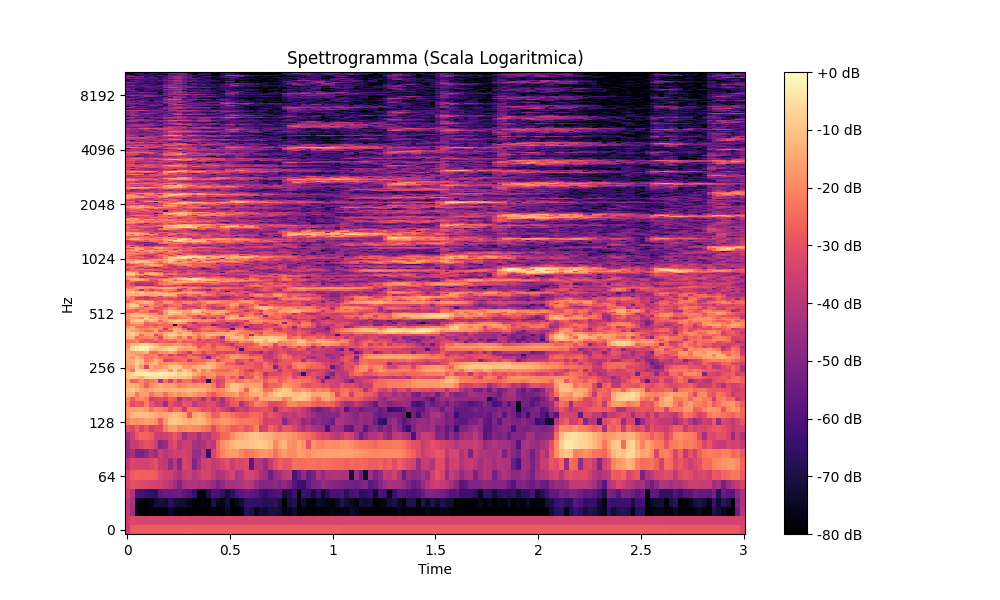 Spettrogramma (Scala Logaritmica)
8192
4096
2048
1024
512
256
128
64
0
Hz
0
0.5
1
1.5
2
2.5
3
Time
+0 dB
-10 dB
-20 dB
-30 dB
-40 dB
-50 dB
-60 dB
-70 dB
-80 dB